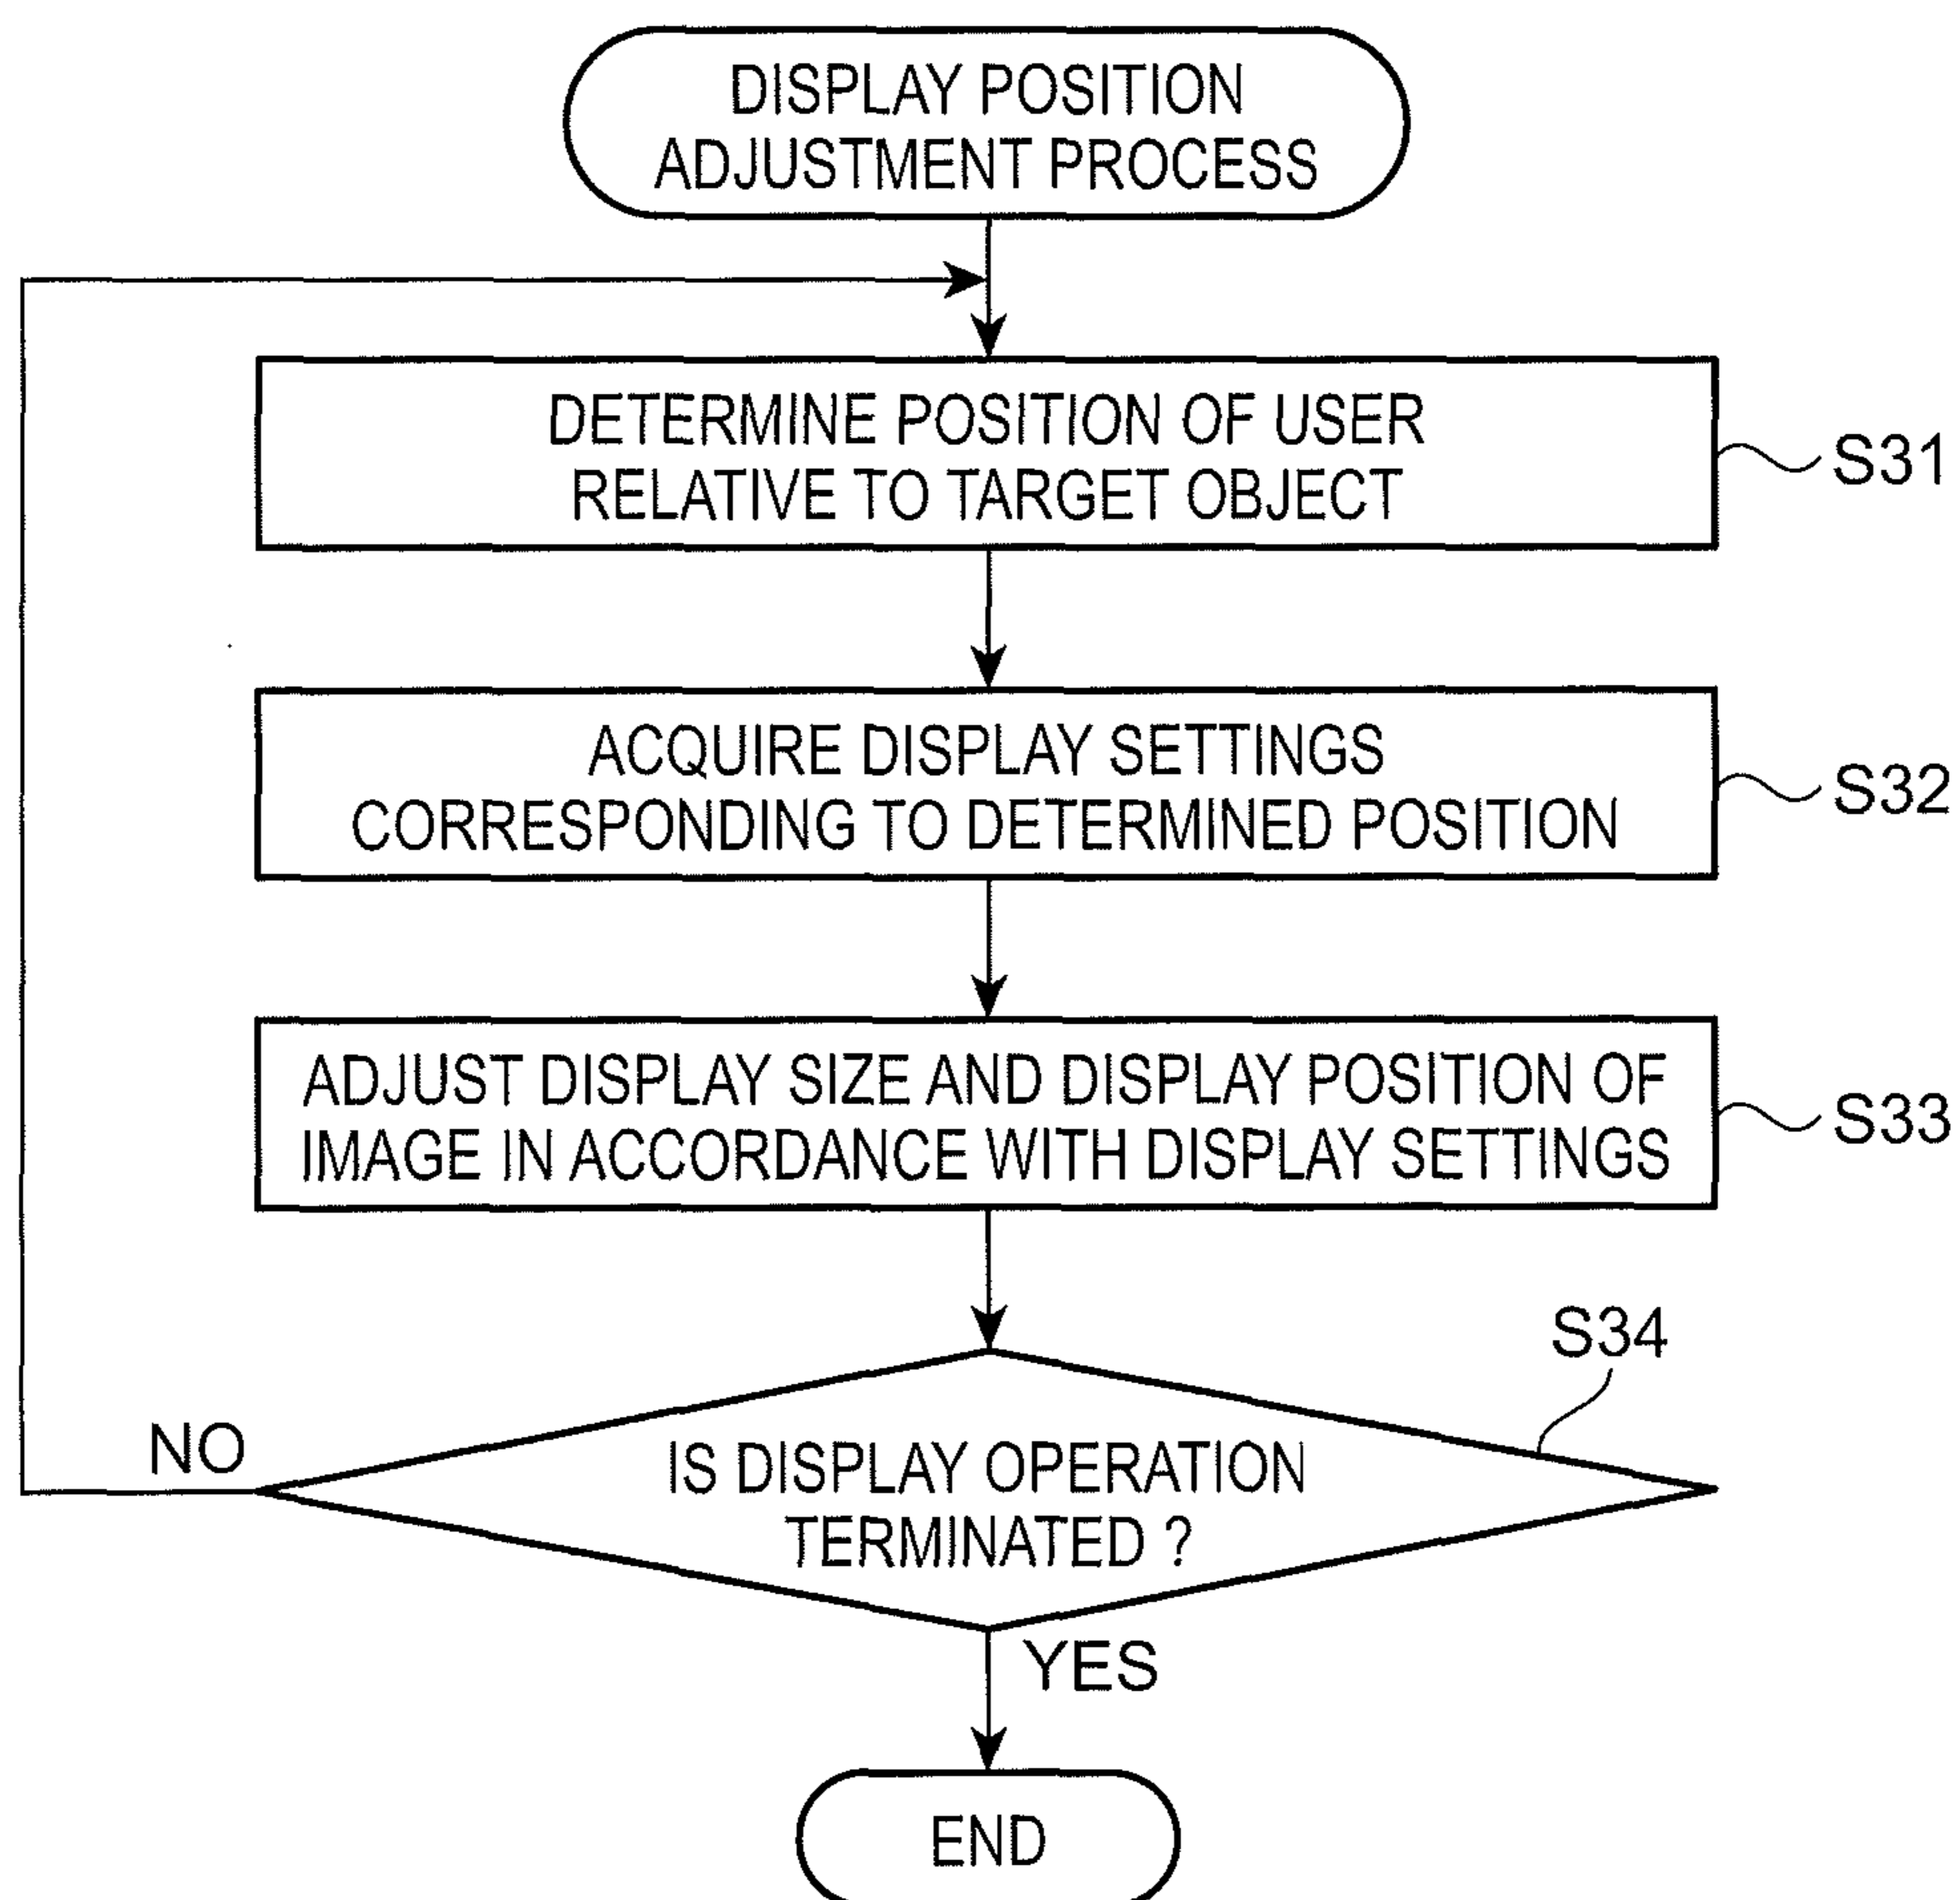 DISPLAY POSITION
ADJUSTMENT PROCESS
DETERMINE POSITION OF USER
RELATIVE TO TARGET OBJECT
S31
ACQUIRE DISPLAY SETTINGS
CORRESPONDING TO DETERMINED POSITION
S32
ADJUST DISPLAY SIZE AND DISPLAY POSITION OF
IMAGE IN ACCORDANCE WITH DISPLAY SETTINGS
S33
S34
NO
IS DISPLAY OPERATION
TERMINATED ?
YES
END